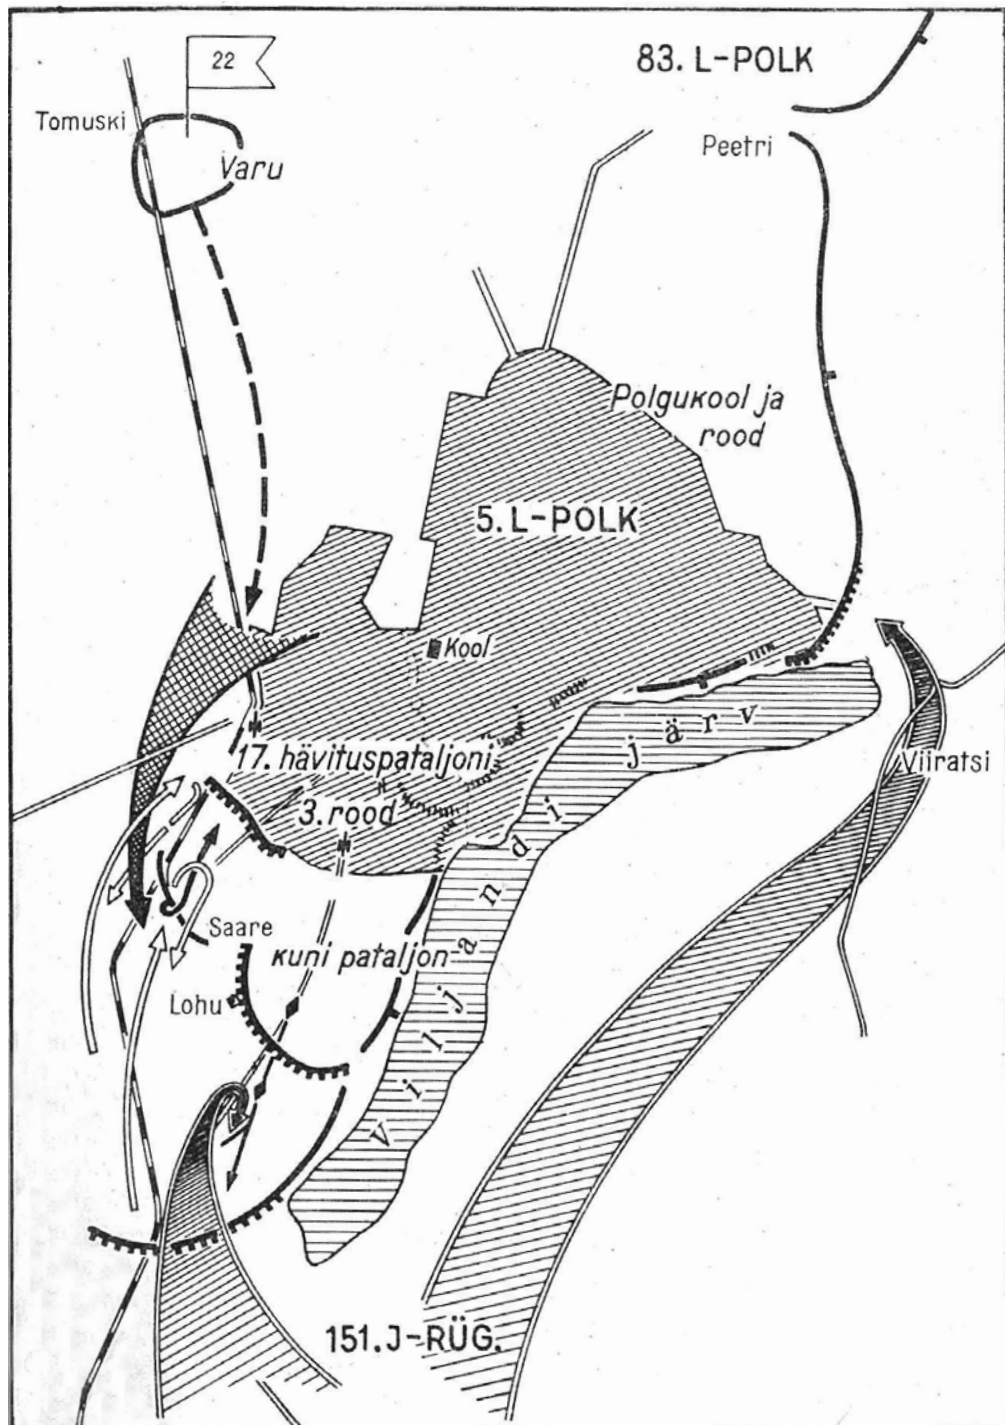 22
83. L-POLK
Tomuski
Varu
Peetri
Polgukool ja
rood
5. L-POLK
Kool
järv
17. hävituspataljoni
3. rood
Viiratsi
Saare
kuni pataljon
Lohu
Viljandi
151. J-RÜG.